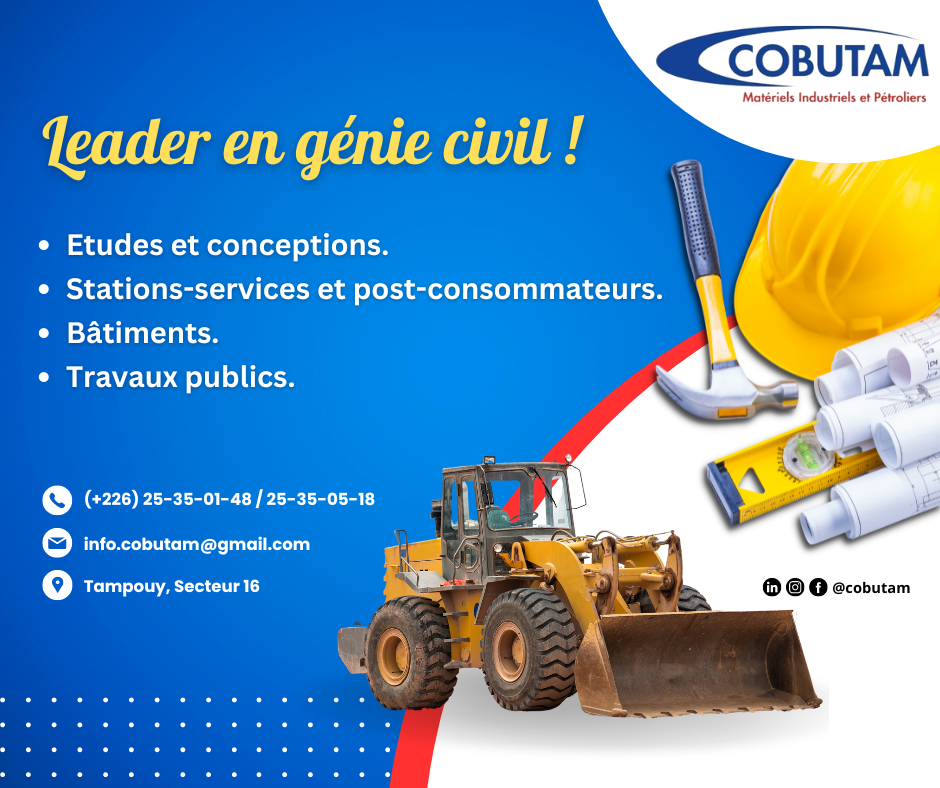 COBUTAM
Matériels Industriels et Pétroliers
Leader en génie civil !
• Etudes et conceptions.
• Stations-services et post-consommateurs.
• Bâtiments.
• Travaux publics.
(+226) 25-35-01-48 / 25-35-05-18
info.cobutam@gmail.com
Tampouy, Secteur 16
@cobutam